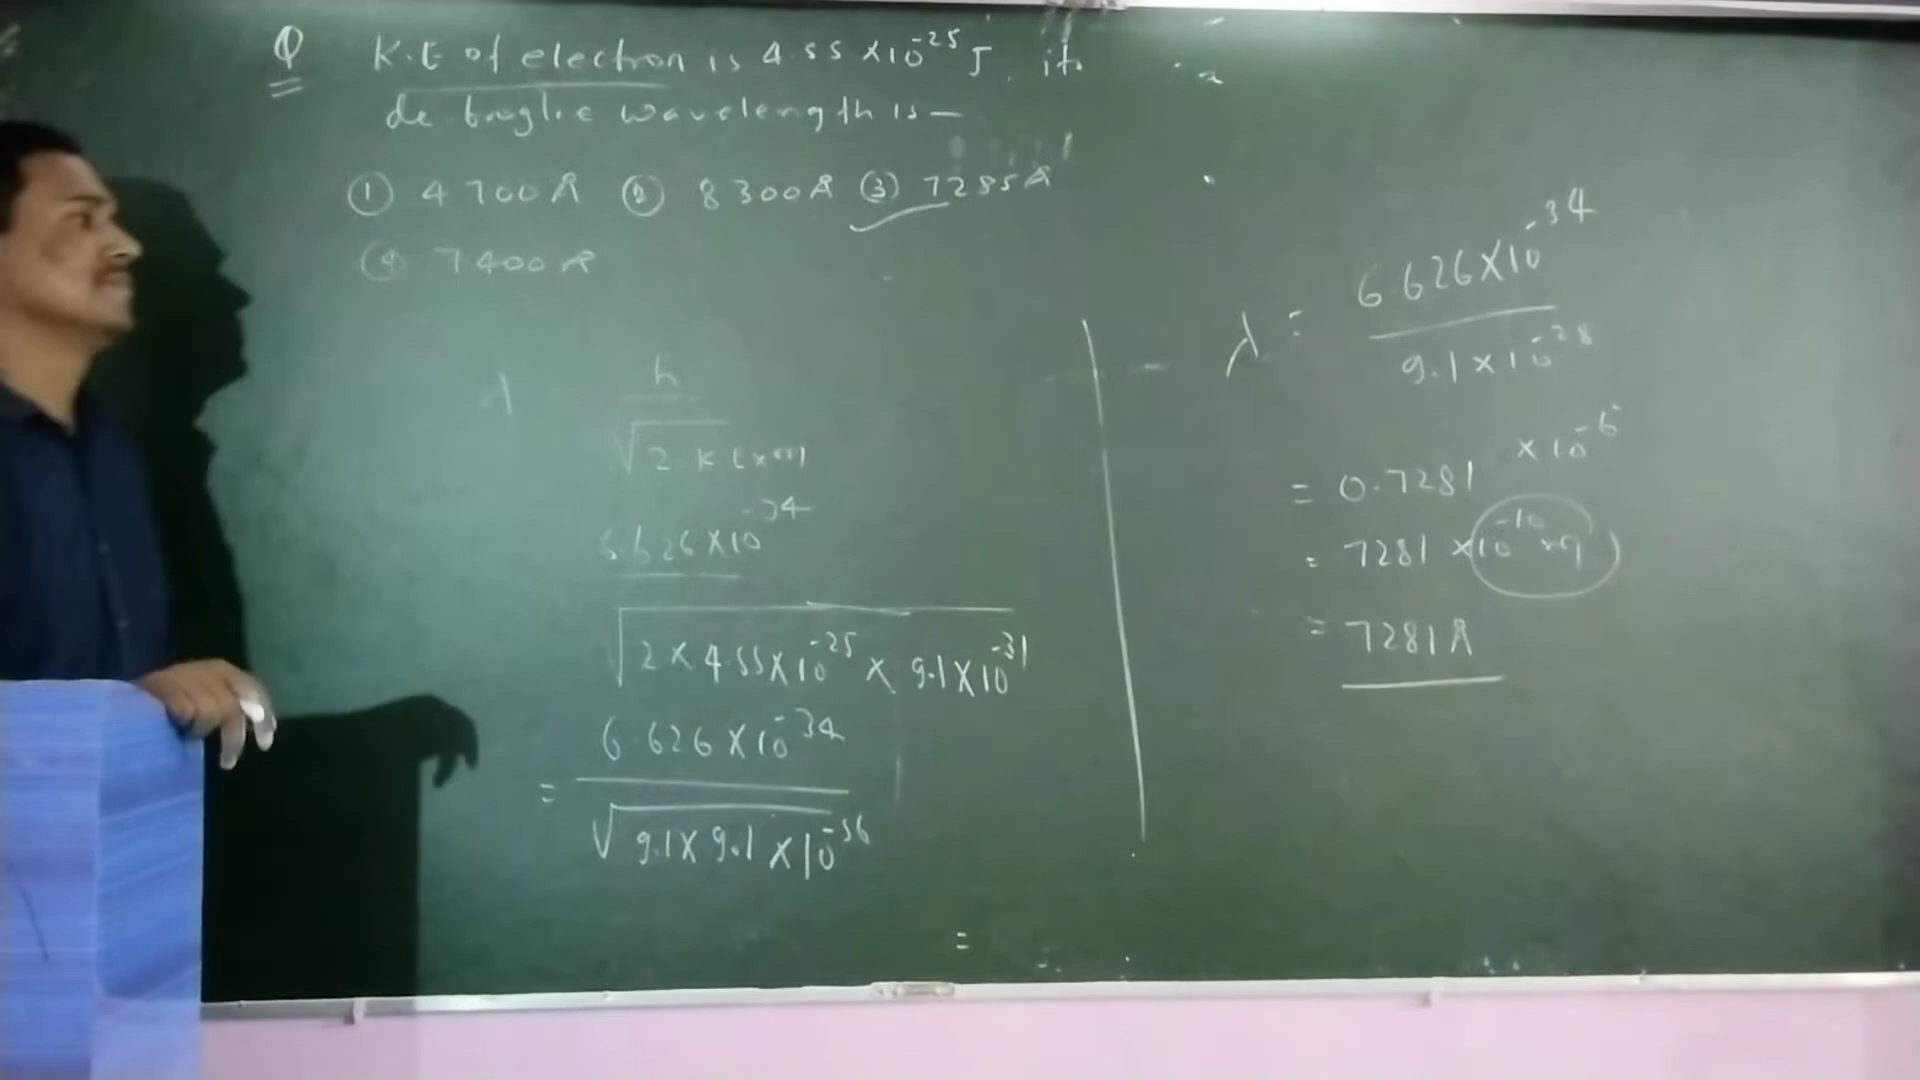 Q K.E of electron is 4.55 × 10^-25 J, its
de broglie wavelength is —
① 4700 Å ② 8300 Å (3) 7285 Å
(4) 7400 Å
λ h
√2 K E × m
6.626 × 10^-34
√2 × 4.55 × 10^-25 × 9.1 × 10^-31
6.626 × 10^-34
=
√9.1 × 9.1 × 10^-56
=
λ = 6.626 × 10^-34
9.1 × 10^-28
= 0.7281 × 10^-6
= 7281 × 10^-10 m
= 7281 Å